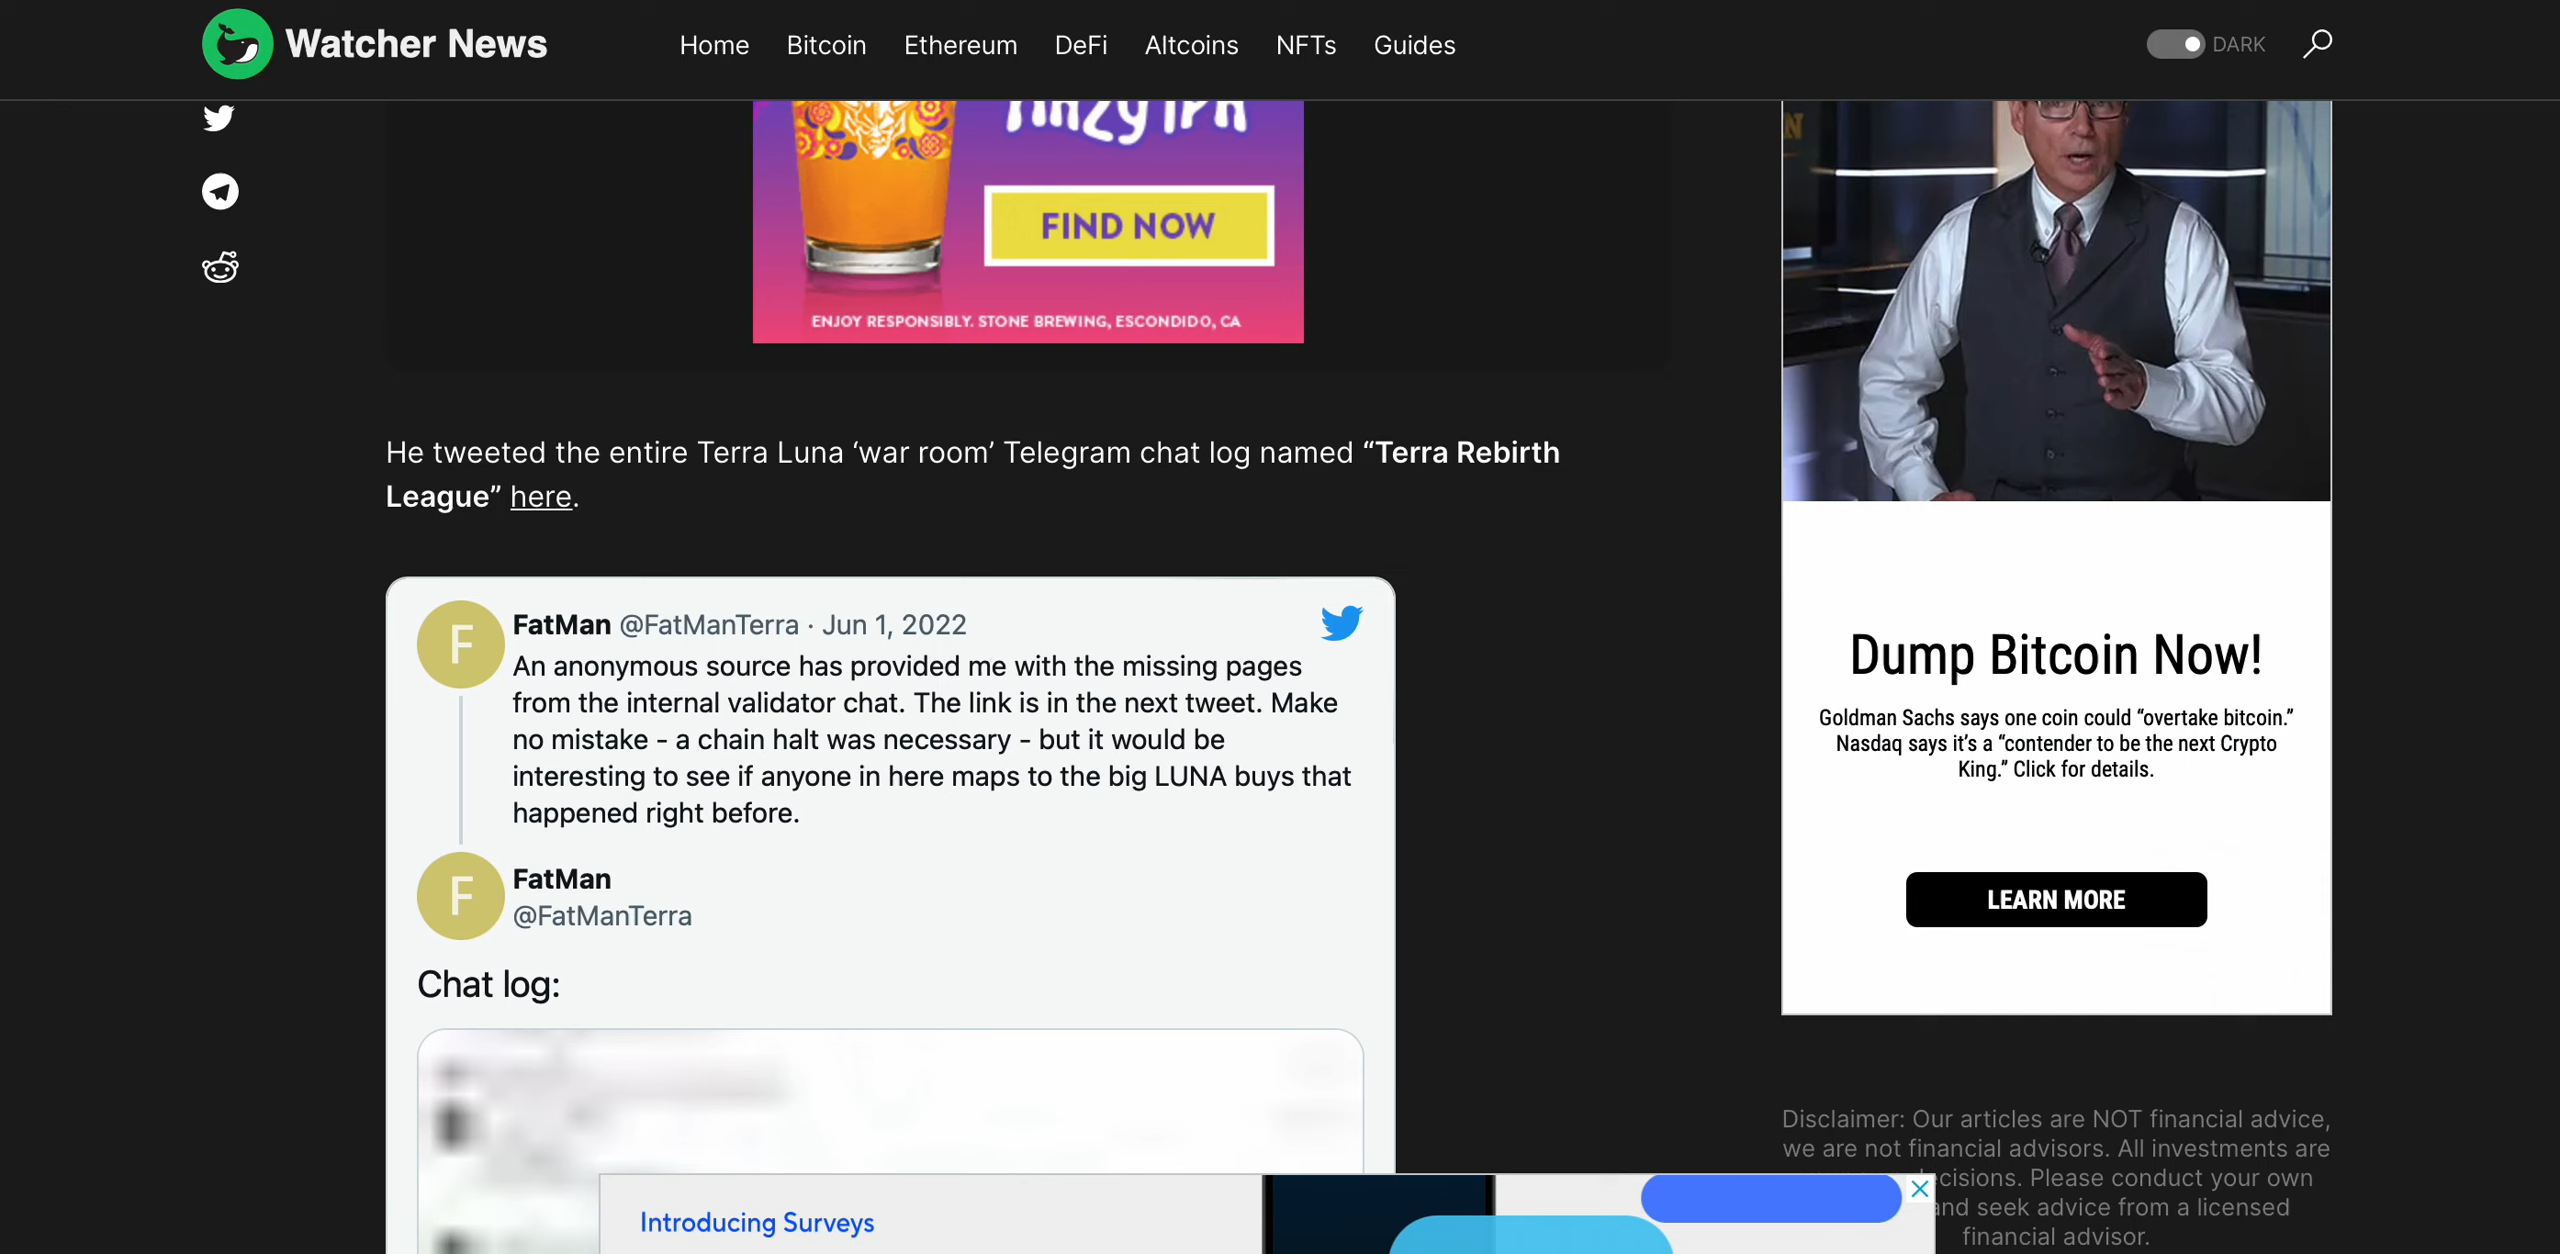 Watcher News
Home Bitcoin Ethereum DeFi Altcoins NFTs Guides
DARK
FIND NOW
ENJOY RESPONSIBLY. STONE BREWING, ESCONDIDO, CA
He tweeted the entire Terra Luna ‘war room’ Telegram chat log named “Terra Rebirth
League” here.
F
FatMan @FatManTerra · Jun 1, 2022
An anonymous source has provided me with the missing pages
from the internal validator chat. The link is in the next tweet. Make
no mistake - a chain halt was necessary - but it would be
interesting to see if anyone in here maps to the big LUNA buys that
happened right before.
F
FatMan
@FatManTerra
Chat log:
Introducing Surveys
Dump Bitcoin Now!
Goldman Sachs says one coin could “overtake bitcoin.”
Nasdaq says it’s a “contender to be the next Crypto
King.” Click for details.
LEARN MORE
Disclaimer: Our articles are NOT financial advice,
we are not financial advisors. All investments are
cisions. Please conduct your own
and seek advice from a licensed
financial advisor.